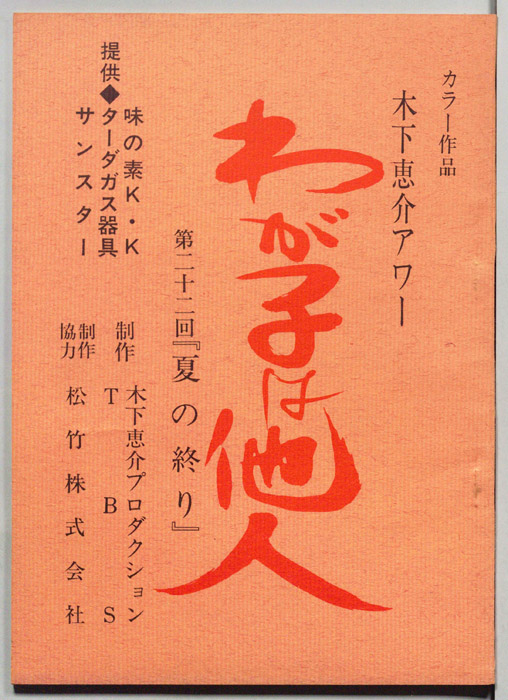 カラー作品
木下恵介アワー
わが子は他人
第二十二回『夏の終り』
提供◆
味の素K・K
ターダガス器具
サンスター
制作
木下恵介プロダクション
TBS
制作協力
松竹株式会社